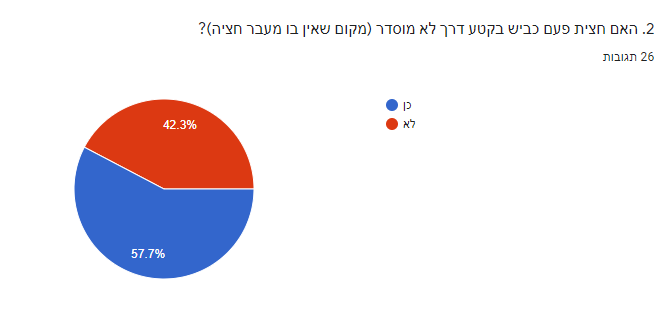 2. האם חצית פעם כביש בקטע דרך לא מוסדר (מקום שאין בו מעבר חציה)?
26 תגובות
כן
לא
42.3%
57.7%